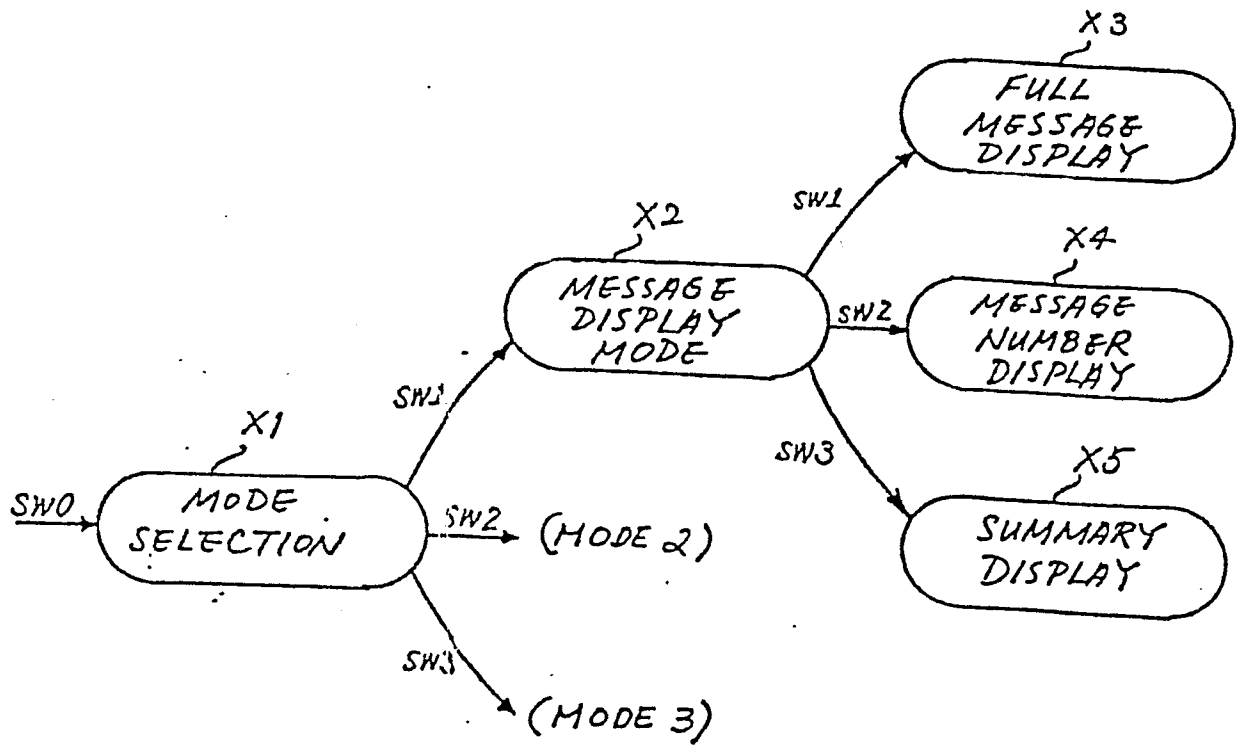 X3
FULL
MESSAGE
DISPLAY
SW1
X2
MESSAGE
DISPLAY
MODE
SW2
X4
MESSAGE
NUMBER
DISPLAY
SW3
X5
SUMMARY
DISPLAY
SW1
X1
SW0
MODE
SELECTION
SW2
(MODE 2)
SW3
(MODE 3)